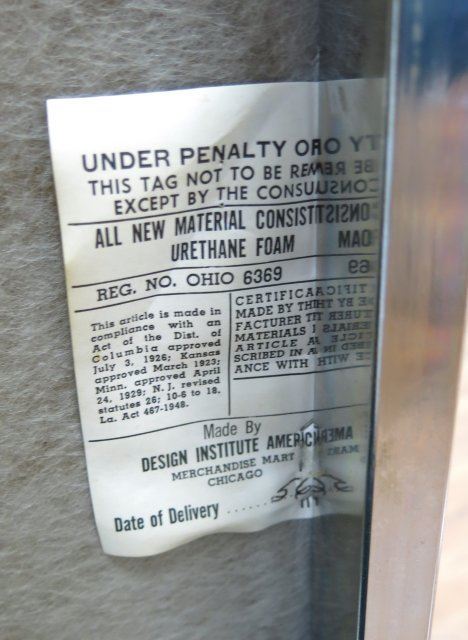 UNDER PENALTY O
THIS TAG NOT TO BE REM
EXCEPT BY THE CONSU
ALL NEW MATERIAL CONSIST
URETHANE FOAM
REG. NO. OHIO 6369
This article is made in
compliance with an
Act of the Dist. of
Columbia approved
July 3, 1926; Kansas
approved March 1923;
Minn. approved April
24, 1929; N. J. revised
statutes 26; 10-6 to 18.
La. Act 467-1948.
CERTIFICA
MADE BY TH
FACTURER T
MATERIALS
ARTICLE A
SCRIBED IN A
ANCE WITH
Made By
DESIGN INSTITUTE AMERIC
MERCHANDISE MART
CHICAGO
Date of Delivery ......